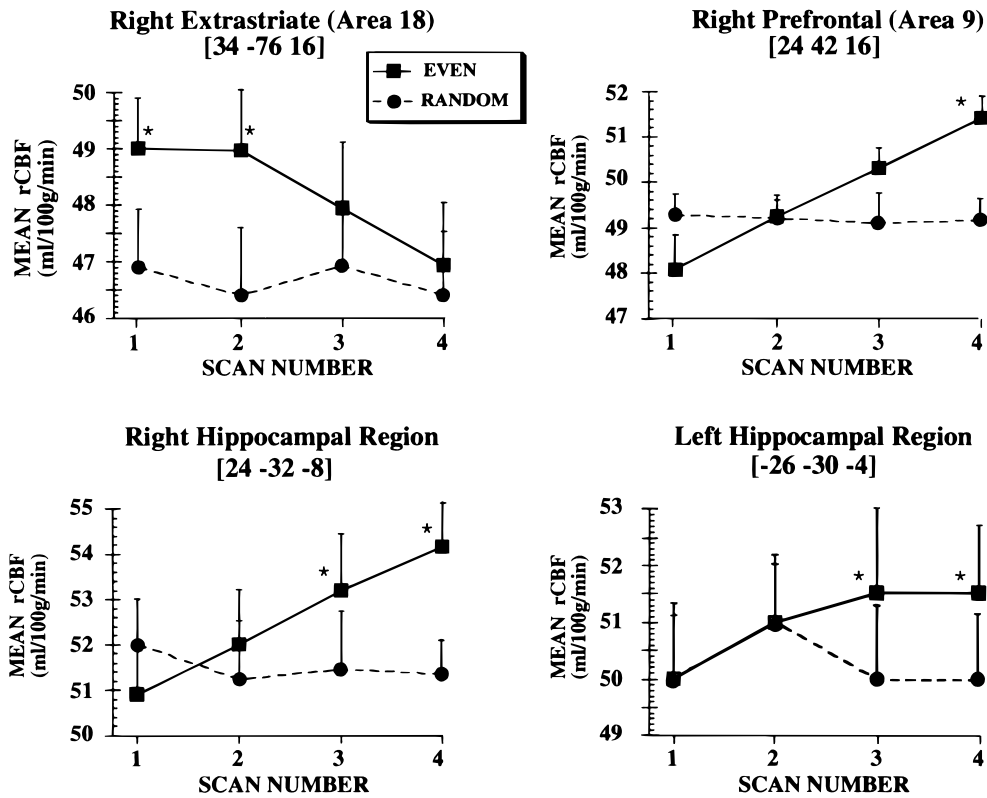 Right Extrastriate (Area 18)
[34 -76 16]
EVEN
RANDOM
MEAN rCBF
(ml/100g/min)
50
49
48
47
46
*
*
1 2 3 4
SCAN NUMBER
Right Prefrontal (Area 9)
[24 42 16]
MEAN rCBF
(ml/100g/min)
52
51
50
49
48
47
*
1 2 3 4
SCAN NUMBER
Right Hippocampal Region
[24 -32 -8]
MEAN rCBF
(ml/100g/min)
55
54
53
52
51
50
*
*
1 2 3 4
SCAN NUMBER
Left Hippocampal Region
[-26 -30 -4]
MEAN rCBF
(ml/100g/min)
53
52
51
50
49
* *
1 2 3 4
SCAN NUMBER